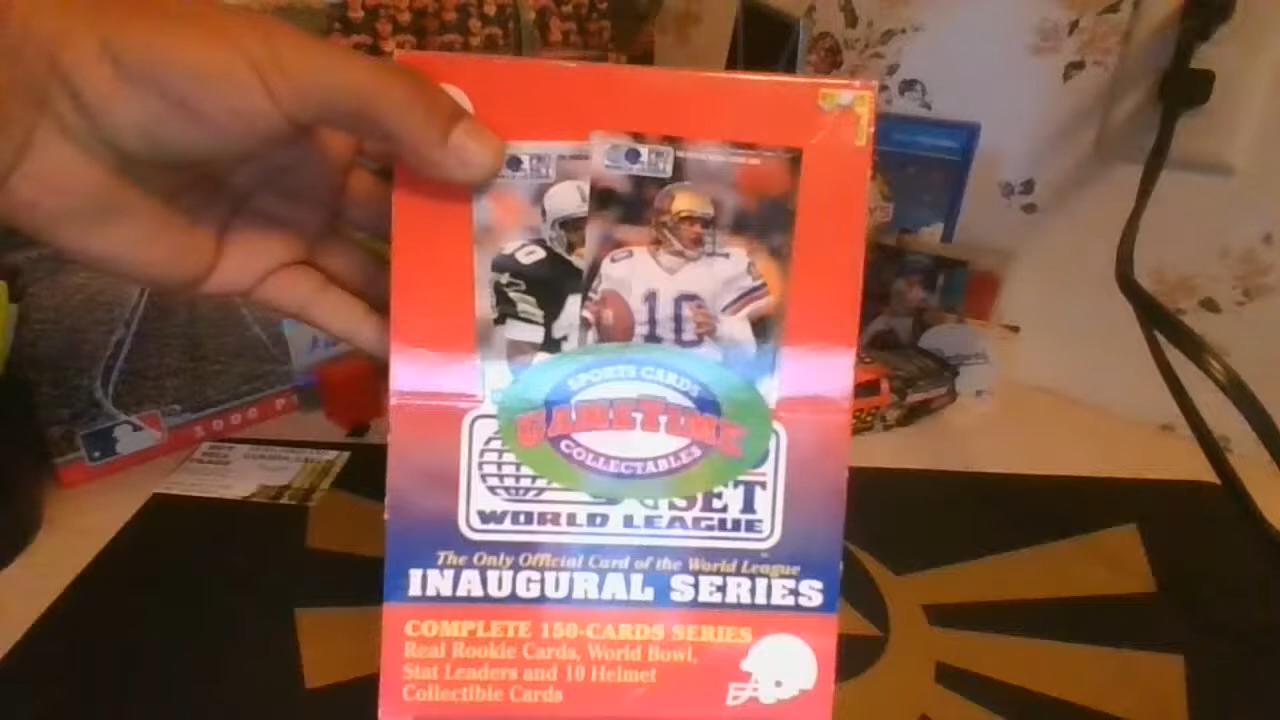 10
SPORTS CARDS
GAMETIME
COLLECTABLES
SET
WORLD LEAGUE
The Only Official Card of the World League
INAUGURAL SERIES
COMPLETE 150-CARDS SERIES
Real Rookie Cards, World Bowl,
Stat Leaders and 10 Helmet
Collectible Cards